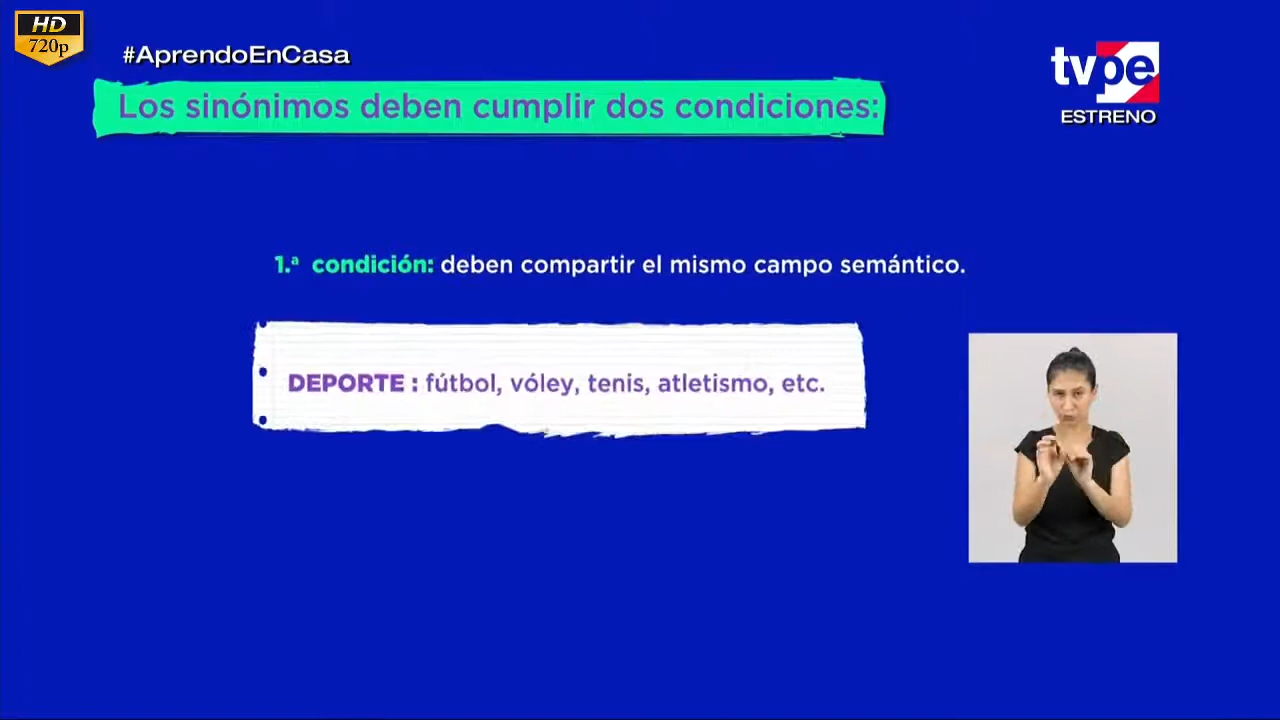 HD
720p
#AprendoEnCasa
tvpe
ESTRENO
Los sinónimos deben cumplir dos condiciones:
1.ª condición: deben compartir el mismo campo semántico.
DEPORTE : fútbol, vóley, tenis, atletismo, etc.